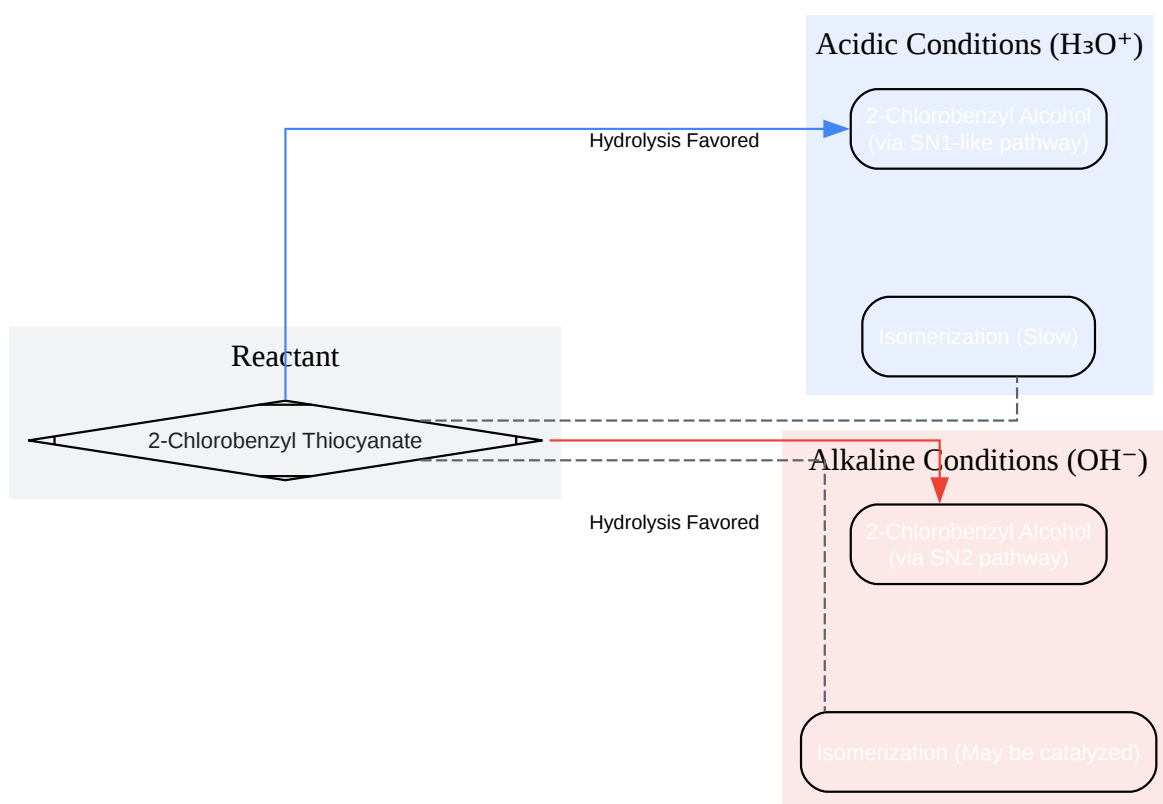 Acidic Conditions (H₃O⁺)
2-Chlorobenzyl Alcohol
(via SN1-like pathway)
Hydrolysis Favored
Isomerization (Slow)
Reactant
2-Chlorobenzyl Thiocyanate
Alkaline Conditions (OH⁻)
Hydrolysis Favored
2-Chlorobenzyl Alcohol
(via SN2 pathway)
Isomerization (May be catalyzed)